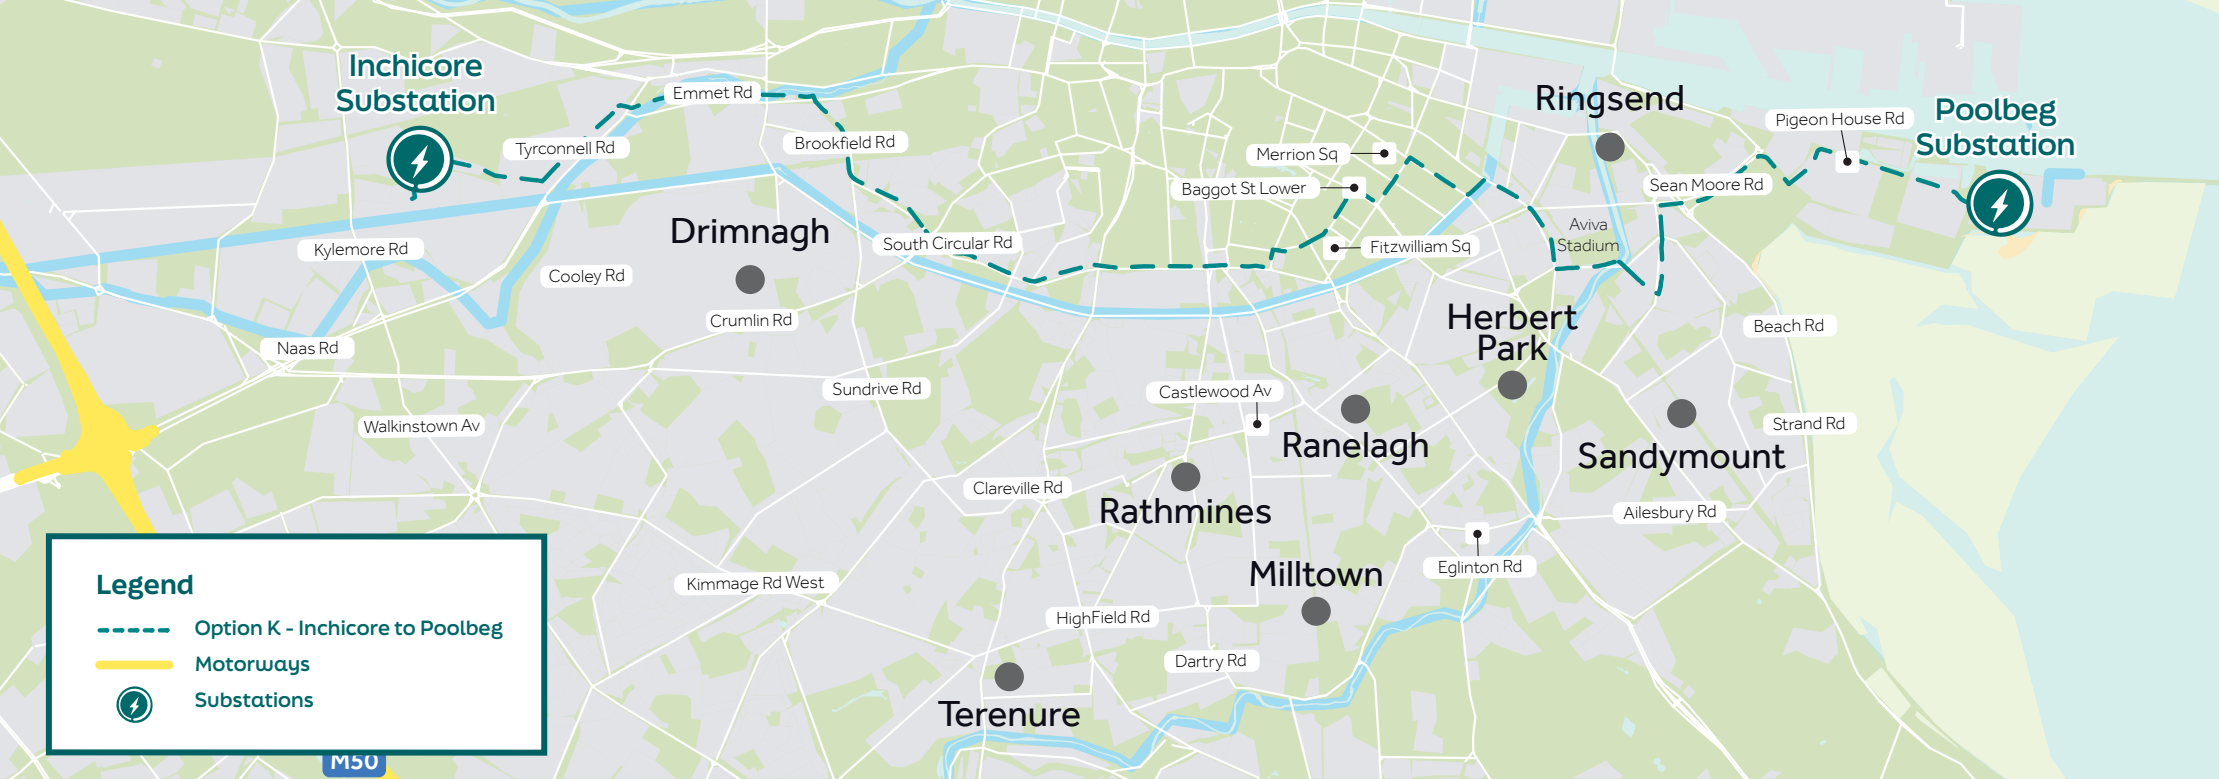 Inchicore
Substation
Emmet Rd
Tyrconnell Rd
Brookfield Rd
Ringsend
Pigeon House Rd
Poolbeg
Substation
Merrion Sq
Baggot St Lower
Sean Moore Rd
Drimnagh
Aviva
Stadium
South Circular Rd
Fitzwilliam Sq
Kylemore Rd
Cooley Rd
Crumlin Rd
Herbert
Park
Beach Rd
Naas Rd
Sundrive Rd
Castlewood Av
Walkinstown Av
Ranelagh
Strand Rd
Sandymount
Clareville Rd
Rathmines
Ailesbury Rd
Eglinton Rd
Milltown
Kimmage Rd West
HighField Rd
Dartry Rd
Terenure
Legend
Option K - Inchicore to Poolbeg
Motorways
Substations
M50